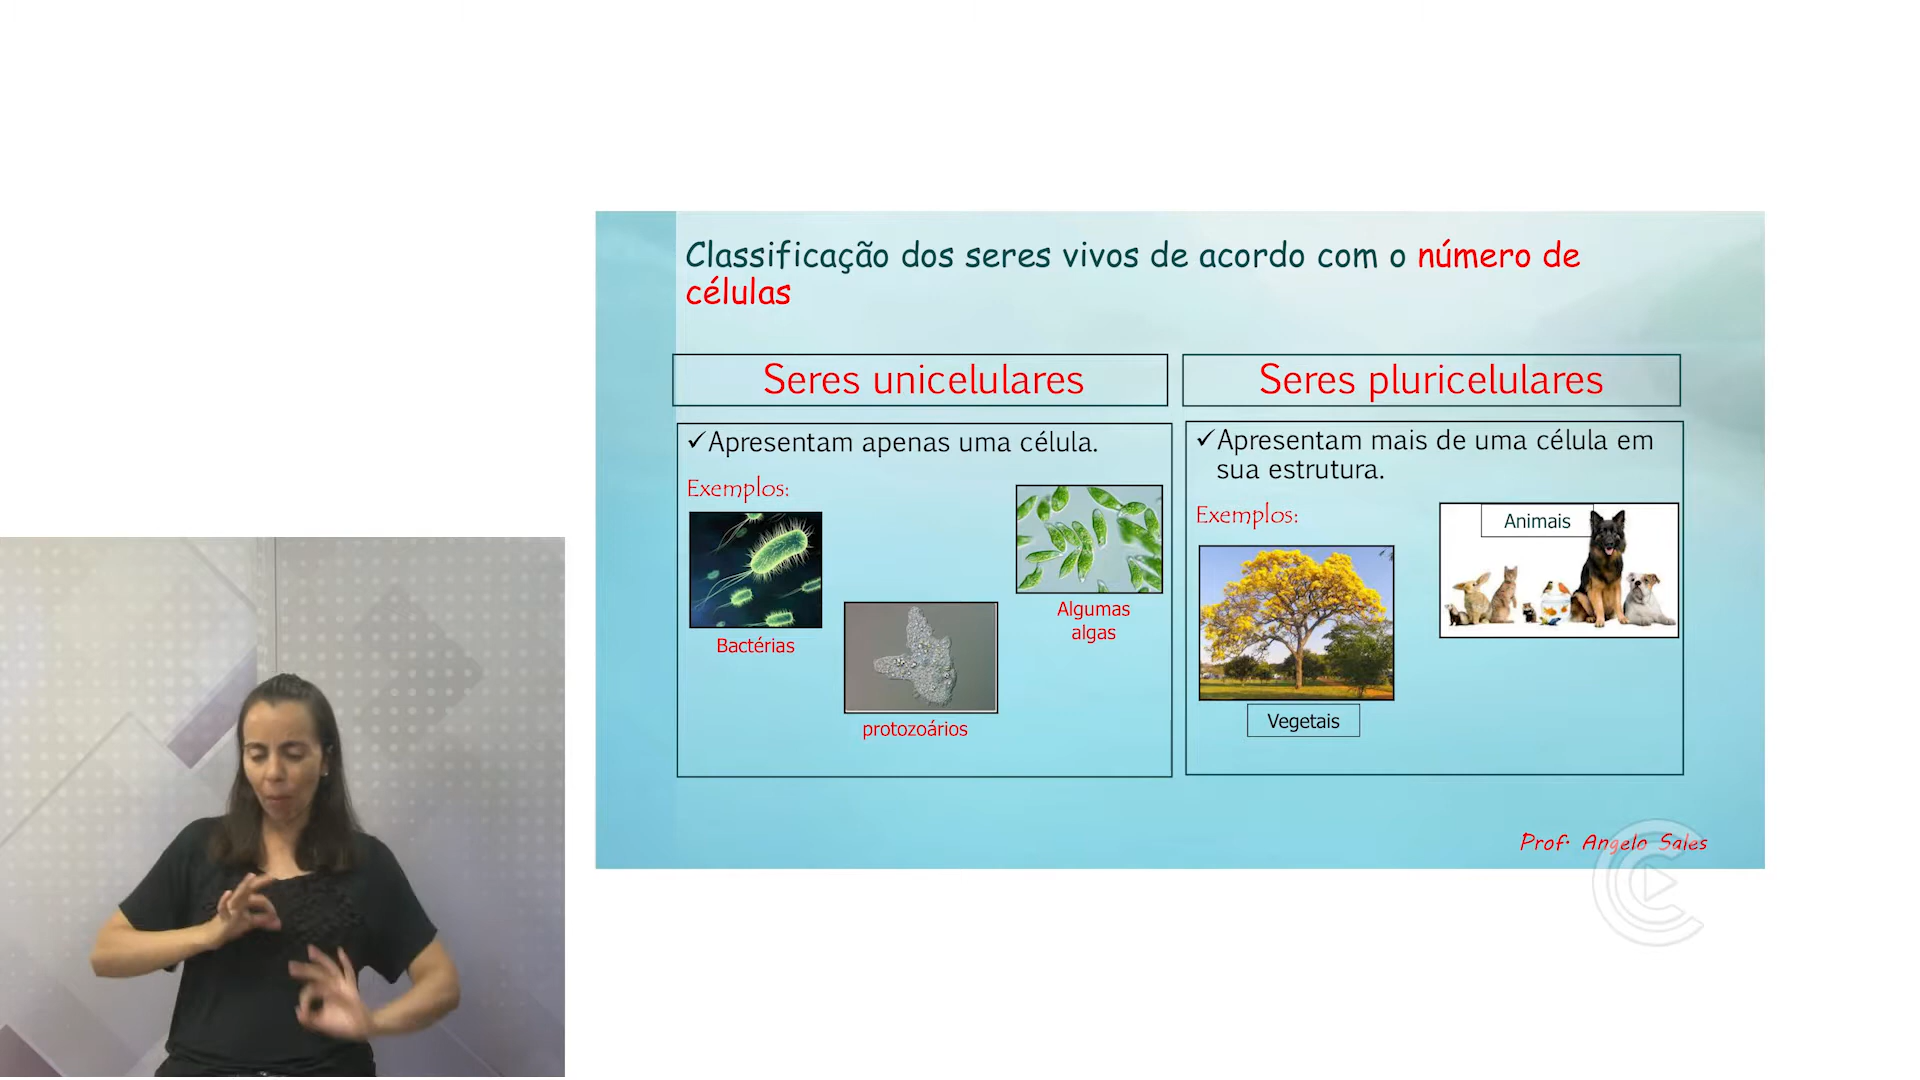 Classificação dos seres vivos de acordo com o número de
células
Seres unicelulares
✓Apresentam apenas uma célula.
Exemplos:
Bactérias
protozoários
Algumas
algas
Seres pluricelulares
✓Apresentam mais de uma célula em
sua estrutura.
Exemplos:
Vegetais
Animais
Prof. Angelo Sales